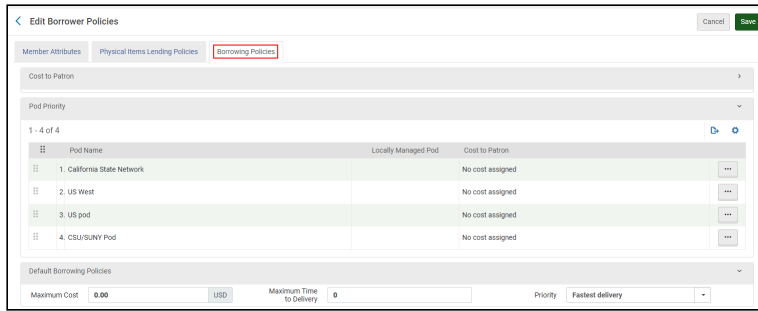 Edit Borrower Policies
Cancel
Save
Member Attributes
Physical Items Lending Policies
Borrowing Policies
Cost to Patron
Pod Priority
1 - 4 of 4
Pod Name Locally Managed Pod Cost to Patron
1. California State Network No cost assigned
2. US West No cost assigned
3. US pod No cost assigned
4. CSU/SUNY Pod No cost assigned
Default Borrowing Policies
Maximum Cost 0.00 USD
Maximum Time
to Delivery 0
Priority Fastest delivery